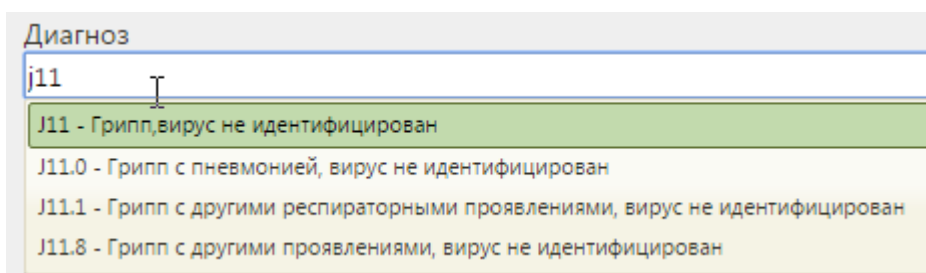 Диагноз
j11
J11 - Грипп,вирус не идентифицирован
J11.0 - Грипп с пневмонией, вирус не идентифицирован
J11.1 - Грипп с другими респираторными проявлениями, вирус не идентифицирован
J11.8 - Грипп с другими проявлениями, вирус не идентифицирован